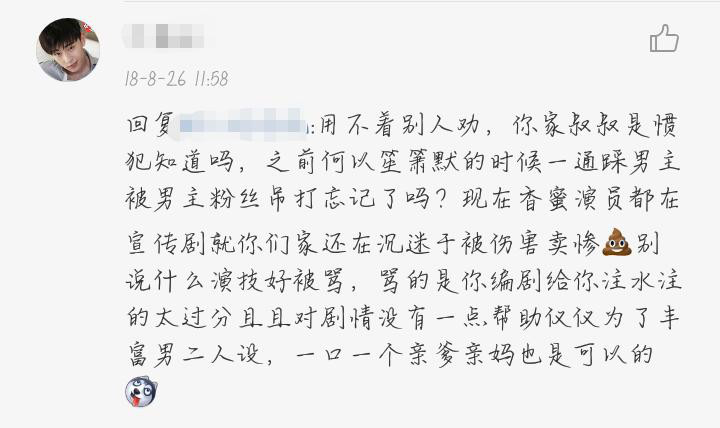 18-8-26 11:58
回复:用不着别人劝，你家叔叔是惯
犯知道吗，之前何以笙箫默的时候一通踩男主
被男主粉丝吊打忘记了吗？现在香蜜演员都在
宣传剧就你们家还在沉迷于被伤害卖惨💩别
说什么演技好被骂，骂的是你编剧给你注水注
的太过分且且对剧情没有一点帮助仅仅为了丰
富男二人设，一口一个亲爹亲妈也是可以的